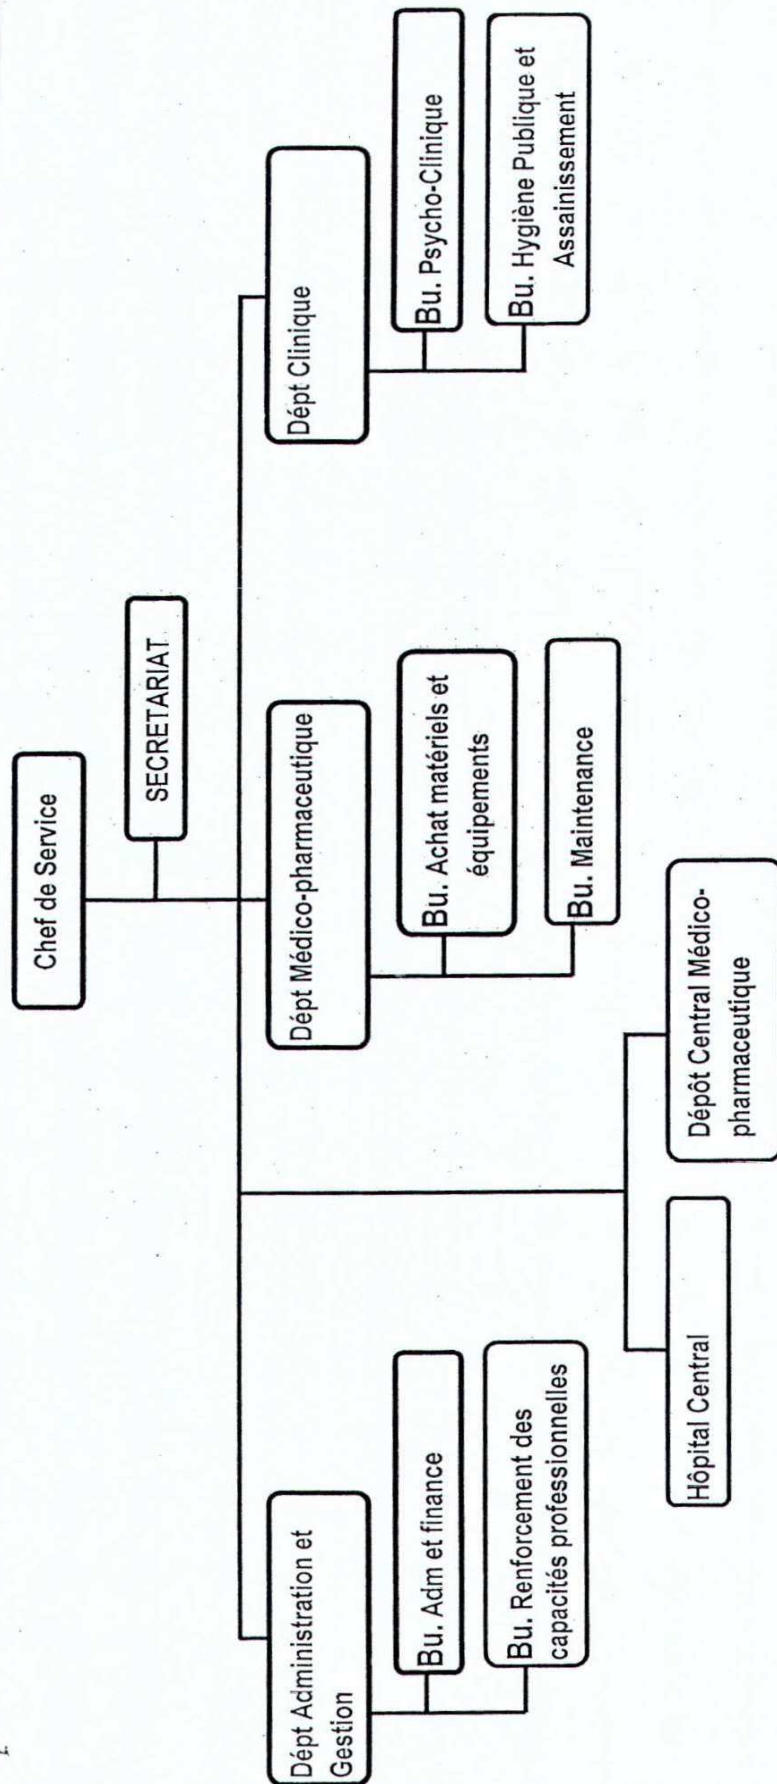 Chef de Service
SECRETARIAT
Dépt Administration et
Gestion
Bu. Adm et finance
Bu. Renforcement des
capacités professionnelles
Dépt Médico-pharmaceutique
Bu. Achat matériels et
équipements
Bu. Maintenance
Dépt Clinique
Bu. Psycho-Clinique
Bu. Hygiène Publique et
Assainissement
Hôpital Central
Dépôt Central Médico-
pharmaceutique